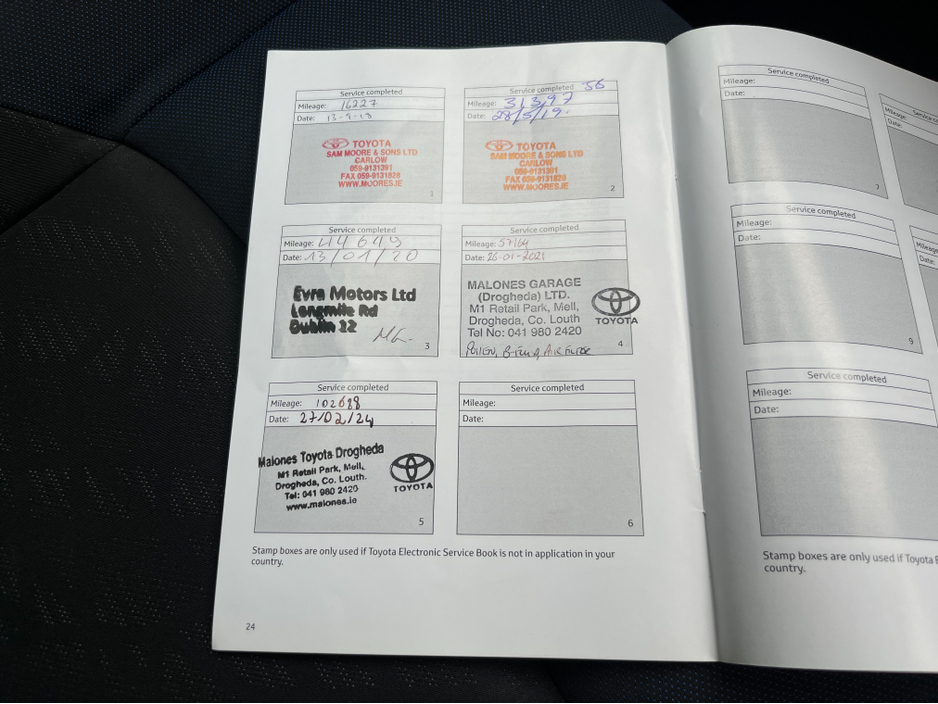 Service completed
Mileage: 16227
Date: 13-9-18
TOYOTA
SAM MOORE & SONS LTD
CARLOW
059-9131391
FAX 059-9131828
WWW.MOORES.IE
1
Service completed 56
Mileage: 31397
Date: 28/5/19.
TOYOTA
SAM MOORE & SONS LTD
CARLOW
059-9131391
FAX 059-9131828
WWW.MOORES.IE
2
Service completed
Mileage: 44649
Date: 13/01/20
Evra Motors Ltd
Longmile Rd
Dublin 12
3
Service completed
Mileage: 57164
Date: 26-01-2021
MALONES GARAGE
(Drogheda) LTD.
M1 Retail Park, Mell,
Drogheda, Co. Louth
Tel No: 041 980 2420
TOYOTA
4
Service completed
Mileage: 102688
Date: 27/02/24
Malones Toyota Drogheda
M1 Retail Park, Mell,
Drogheda, Co. Louth.
Tel: 041 980 2420
www.malones.ie
TOYOTA
5
Service completed
Mileage:
Date:
6
Stamp boxes are only used if Toyota Electronic Service Book is not in application in your
country.
24
Service completed
Mileage:
Date:
7
Service completed
Mileage:
Date:
9
Service completed
Mileage:
Date:
Stamp boxes are only used if Toyota
country.
Mileage:
Date:
Date: